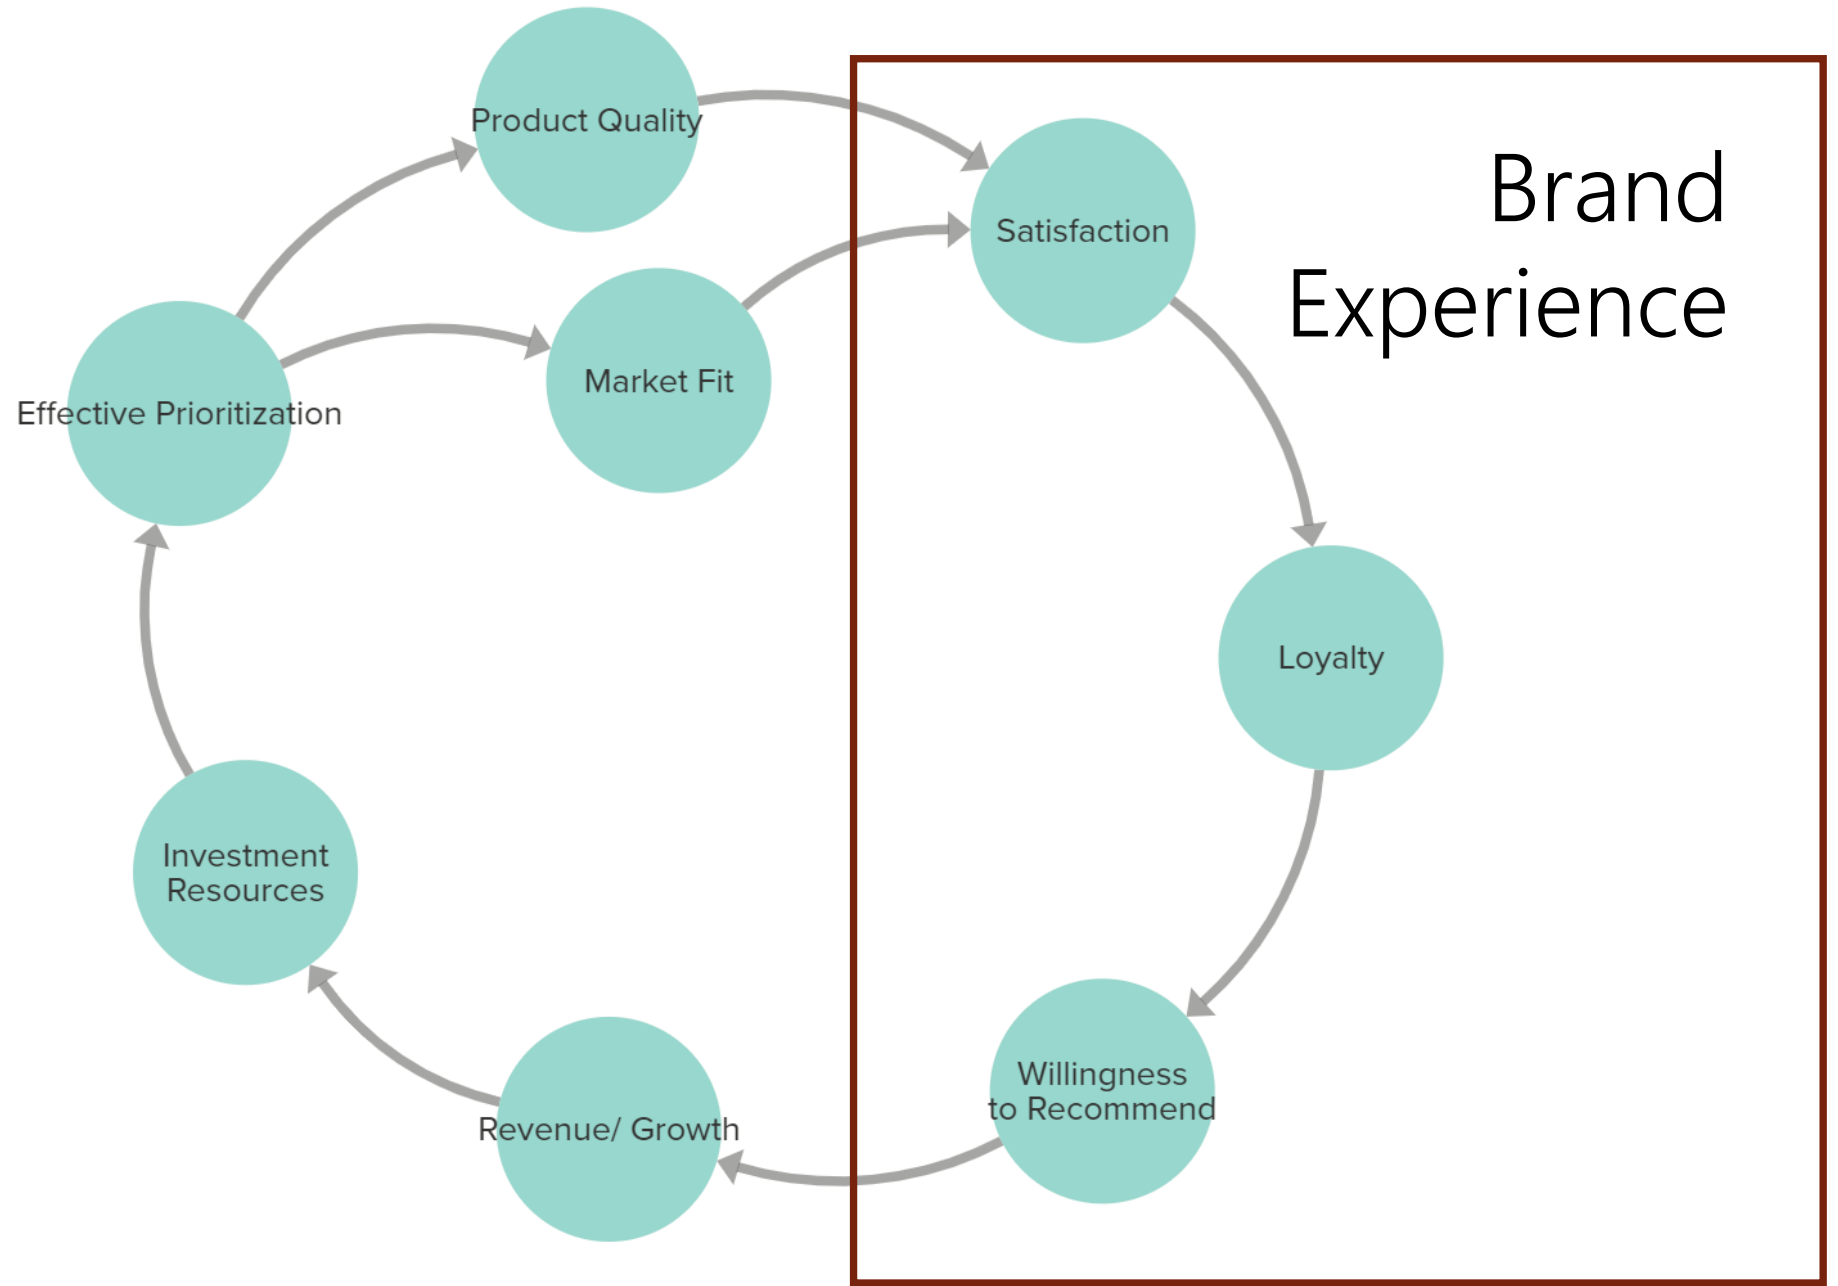 Product Quality
Brand
Experience
Satisfaction
Market Fit
Effective Prioritization
Loyalty
Investment
Resources
Willingness
to Recommend
Revenue/ Growth